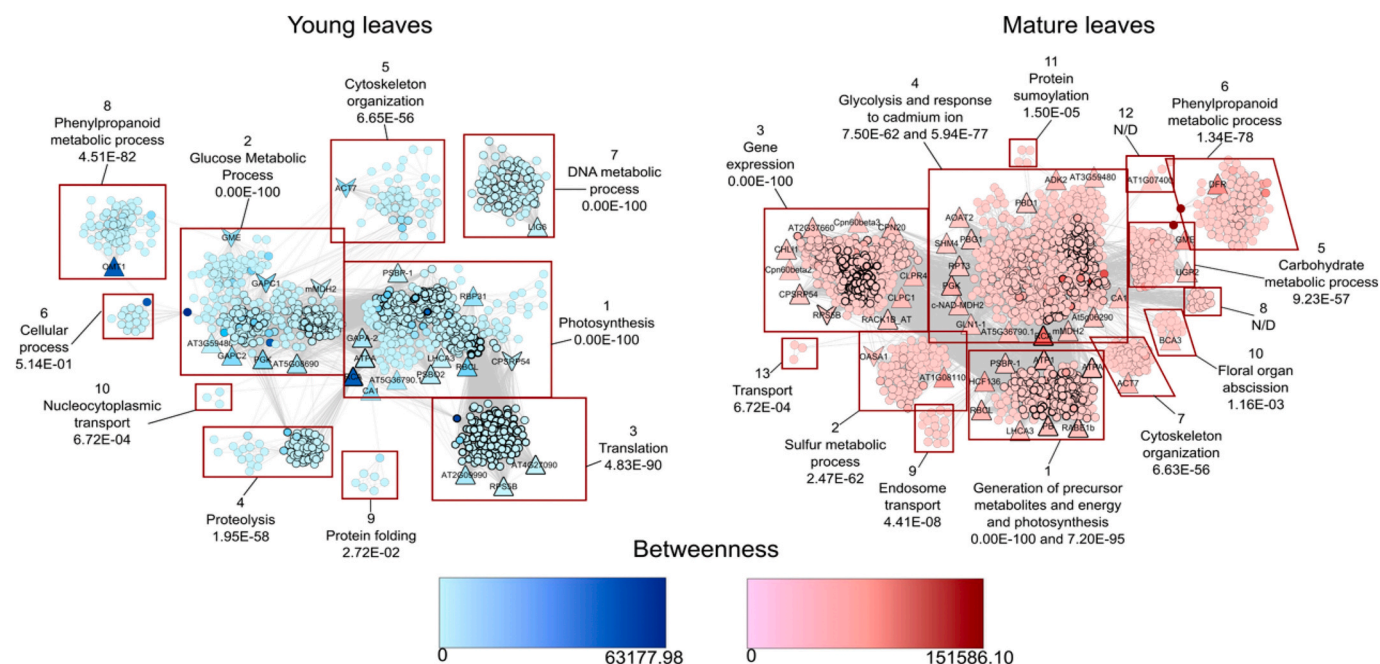 Young leaves
Mature leaves
8
Phenylpropanoid
metabolic process
4.51E-82
2
Glucose Metabolic
Process
0.00E-100
5
Cytoskeleton
organization
6.65E-56
7
DNA metabolic
process
0.00E-100
1
Photosynthesis
0.00E-100
6
Cellular
process
5.14E-01
10
Nucleocytoplasmic
transport
6.72E-04
4
Proteolysis
1.95E-58
9
Protein folding
2.72E-02
3
Translation
4.83E-90
OMT1
GME
GAPC1
mMDH2
GAPC2
PGK
AT5G08690
ACT7
LIG6
PSBP-1
RBP31
GAPA-2
ATPA
LHCA3
RBCL
CPSRP54
AT5G36790.1
PSBO2
CA1
AT2G09990
AT4G27090
RPS5B
3
Gene
expression
0.00E-100
4
Glycolysis and response
to cadmium ion
7.50E-62 and 5.94E-77
11
Protein
sumoylation
1.50E-05
12
N/D
6
Phenylpropanoid
metabolic process
1.34E-78
5
Carbohydrate
metabolic process
9.23E-57
8
N/D
10
Floral organ
abscission
1.16E-03
7
Cytoskeleton
organization
6.63E-56
13
Transport
6.72E-04
2
Sulfur metabolic
process
2.47E-62
9
Endosome
transport
4.41E-08
1
Generation of precursor
metabolites and energy
and photosynthesis
0.00E-100 and 7.20E-95
AT2G37660
Cpn60beta3
CPN20
CHLI1
Cpn60beta2
CPSRP54
RPS5B
CLPR4
CLPC1
RACK1B_AT
ADK2
AT3G59480
PBD1
AOAT2
SHM4
PBG1
RPT3
PGK
c-NAD-MDH2
GLN1-1
AT5G36790.1
mMDH2
At5g06290
CA1
DFR
GME
UGP2
BCA3
ACT7
OASA1
AT1G08110
PSBP-1
ATP1
ATPA
HCF136
RBCL
LHCA3
RABE1b
Betweenness
0
63177.98
0
151586.10